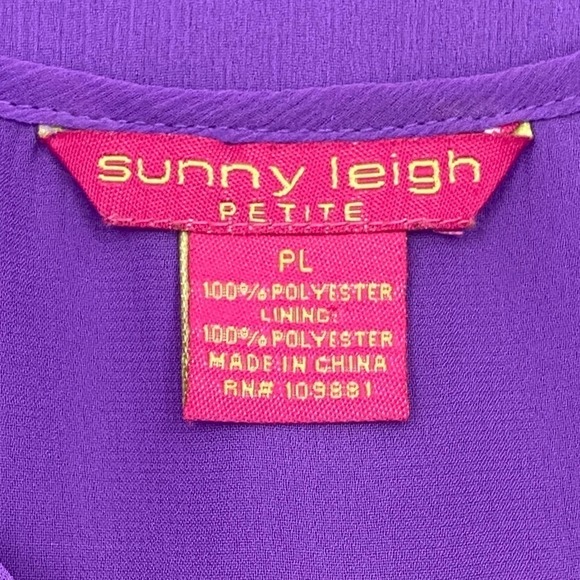 sunny leigh
PETITE
PL
100% POLYESTER
LINING:
100% POLYESTER
MADE IN CHINA
RN# 109881